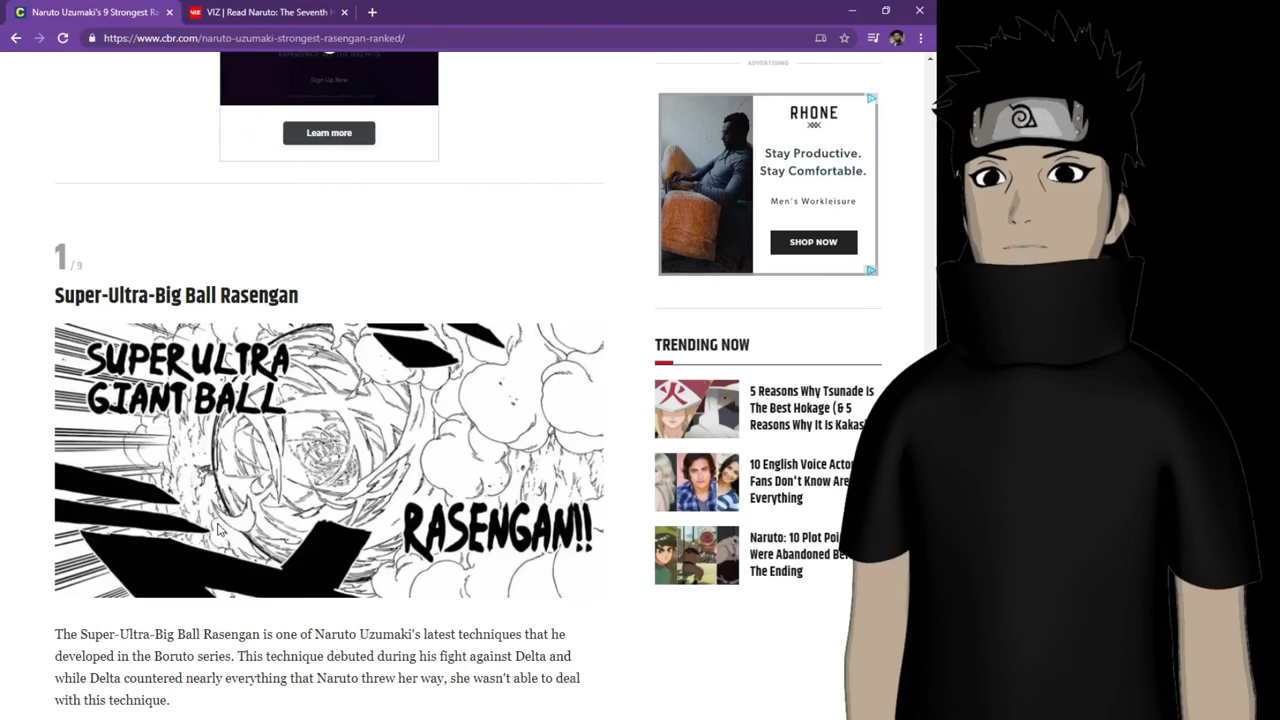 Naruto Uzumaki's 9 Strongest Ra
VIZ | Read Naruto: The Seventh H
https://www.cbr.com/naruto-uzumaki-strongest-rasengan-ranked/
Sign Up Now
Learn more
1 / 9
Super-Ultra-Big Ball Rasengan
SUPER ULTRA
GIANT BALL
RASENGAN!!
The Super-Ultra-Big Ball Rasengan is one of Naruto Uzumaki's latest techniques that he
developed in the Boruto series. This technique debuted during his fight against Delta and
while Delta countered nearly everything that Naruto threw her way, she wasn't able to deal
with this technique.
ADVERTISING
RHONE
Stay Productive.
Stay Comfortable.
Men's Workleisure
SHOP NOW
TRENDING NOW
5 Reasons Why Tsunade Is
The Best Hokage (& 5
Reasons Why It Is Kakas
10 English Voice Actor
Fans Don't Know Are
Everything
Naruto: 10 Plot Poi
Were Abandoned Be
The Ending
火